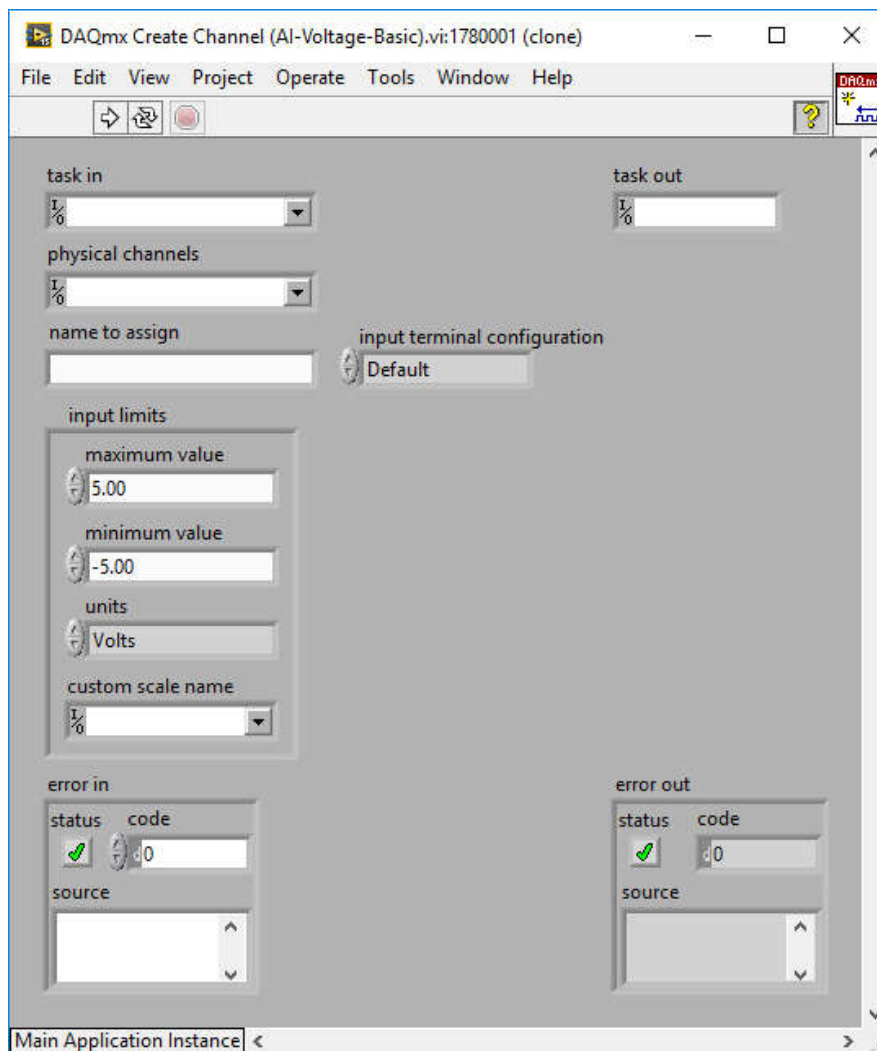 DAQmx Create Channel (AI-Voltage-Basic).vi:1780001 (clone)
File Edit View Project Operate Tools Window Help
DAQmx
task in
task out
physical channels
name to assign
input terminal configuration
Default
input limits
maximum value
5.00
minimum value
-5.00
units
Volts
custom scale name
error in
error out
status code
status code
d0
d0
source
source
Main Application Instance